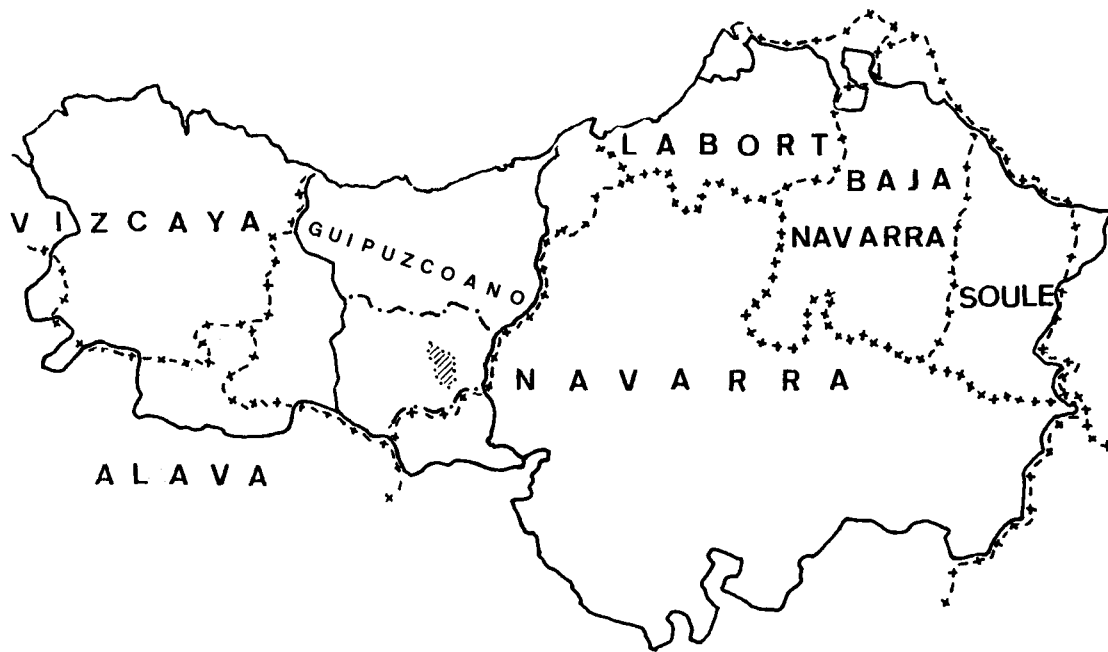 LABORT
BAJA
NAVARRA
VIZCAYA
GUIPUZCOANO
SOULE
NAVARRA
ALAVA